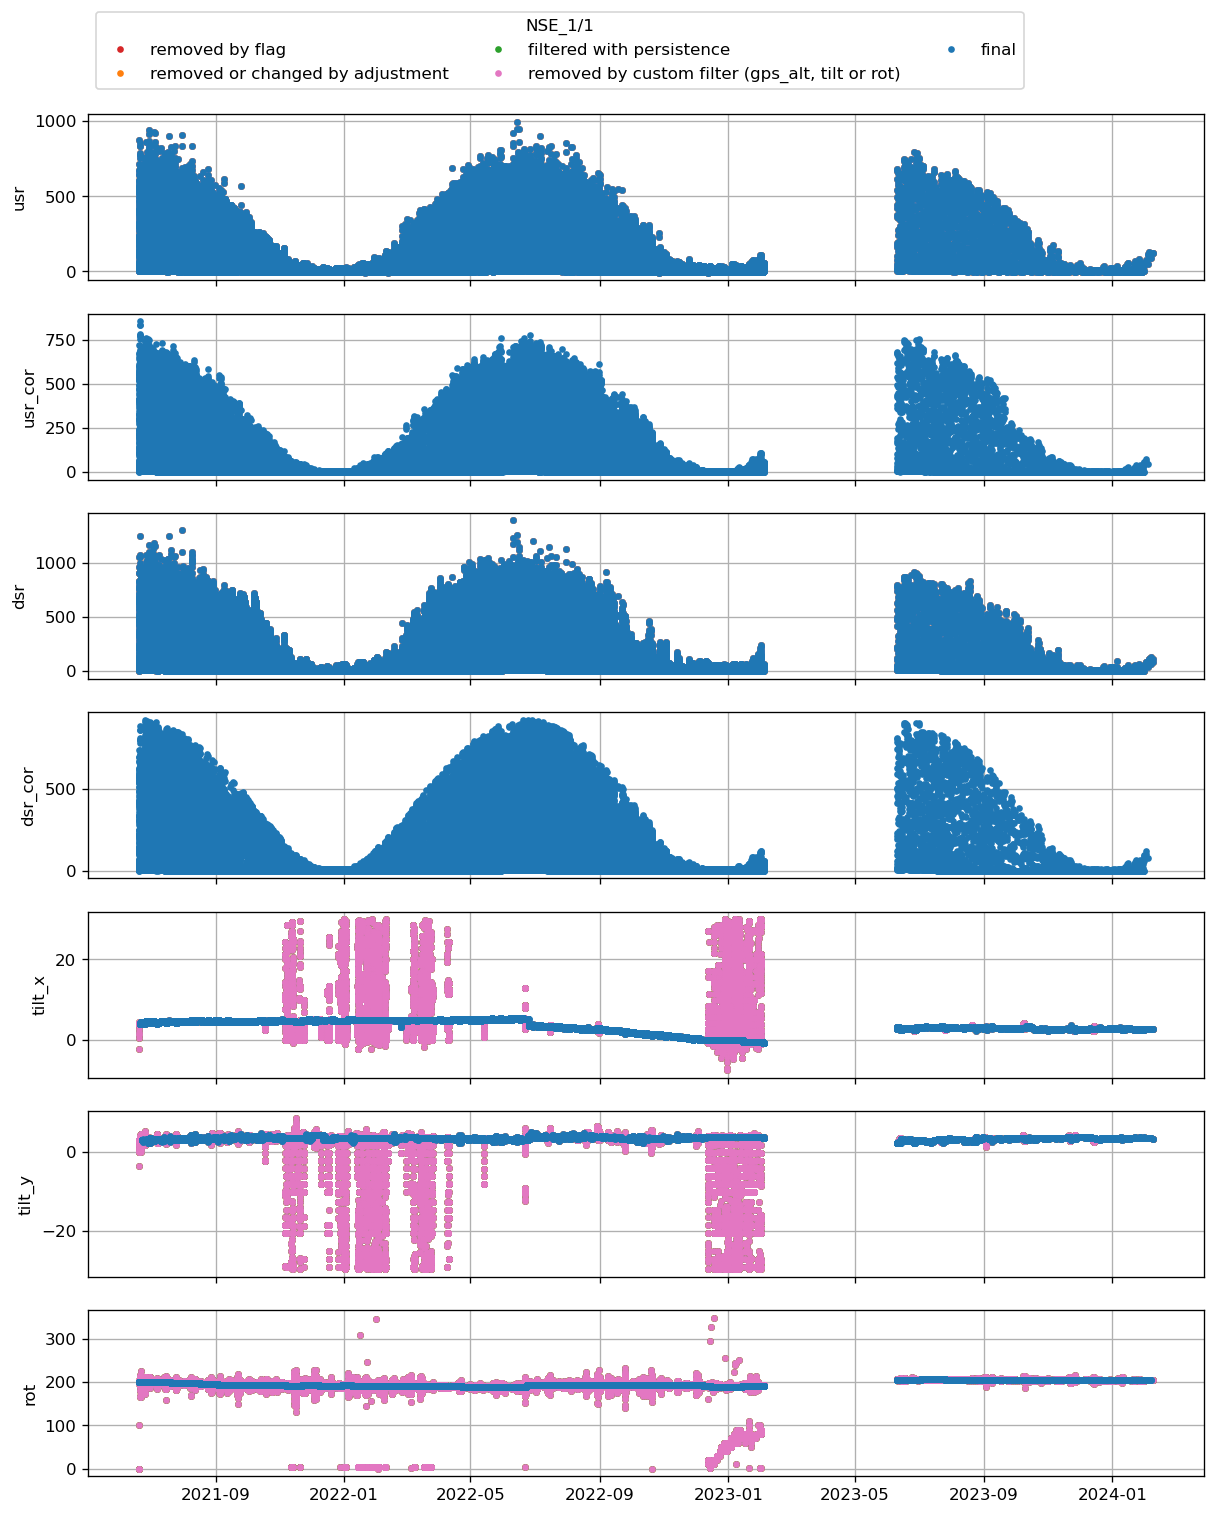 NSE_1/1
removed by flag
removed or changed by adjustment
filtered with persistence
removed by custom filter (gps_alt, tilt or rot)
final
1000
500
0
usr
750
500
250
0
usr_cor
1000
500
0
dsr
500
0
dsr_cor
20
0
tilt_x
0
−20
tilt_y
300
200
100
0
rot
2021-09 2022-01 2022-05 2022-09 2023-01 2023-05 2023-09 2024-01